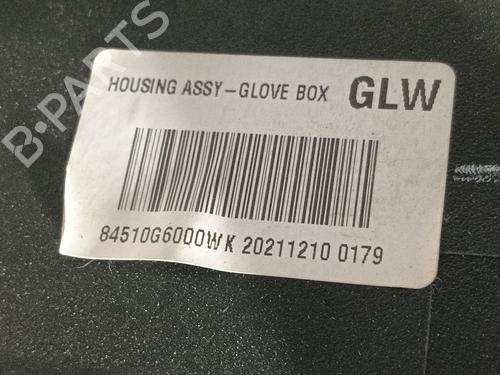 B-PARTS
HOUSING ASSY-GLOVE BOX GLW
84510G6000WK 20211210 0179